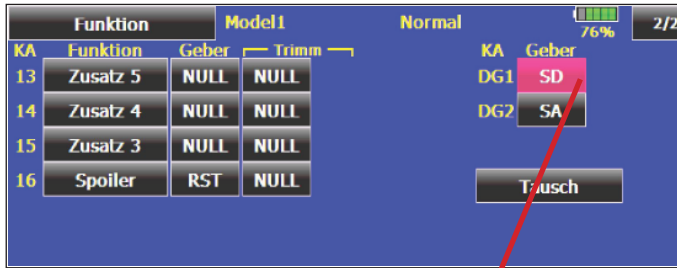 Funktion Model1 Normal 76% 2/2
KA Funktion Geber Trimm KA Geber
13 Zusatz 5 NULL NULL DG1 SD
14 Zusatz 4 NULL NULL DG2 SA
15 Zusatz 3 NULL NULL
16 Spoiler RST NULL Tausch